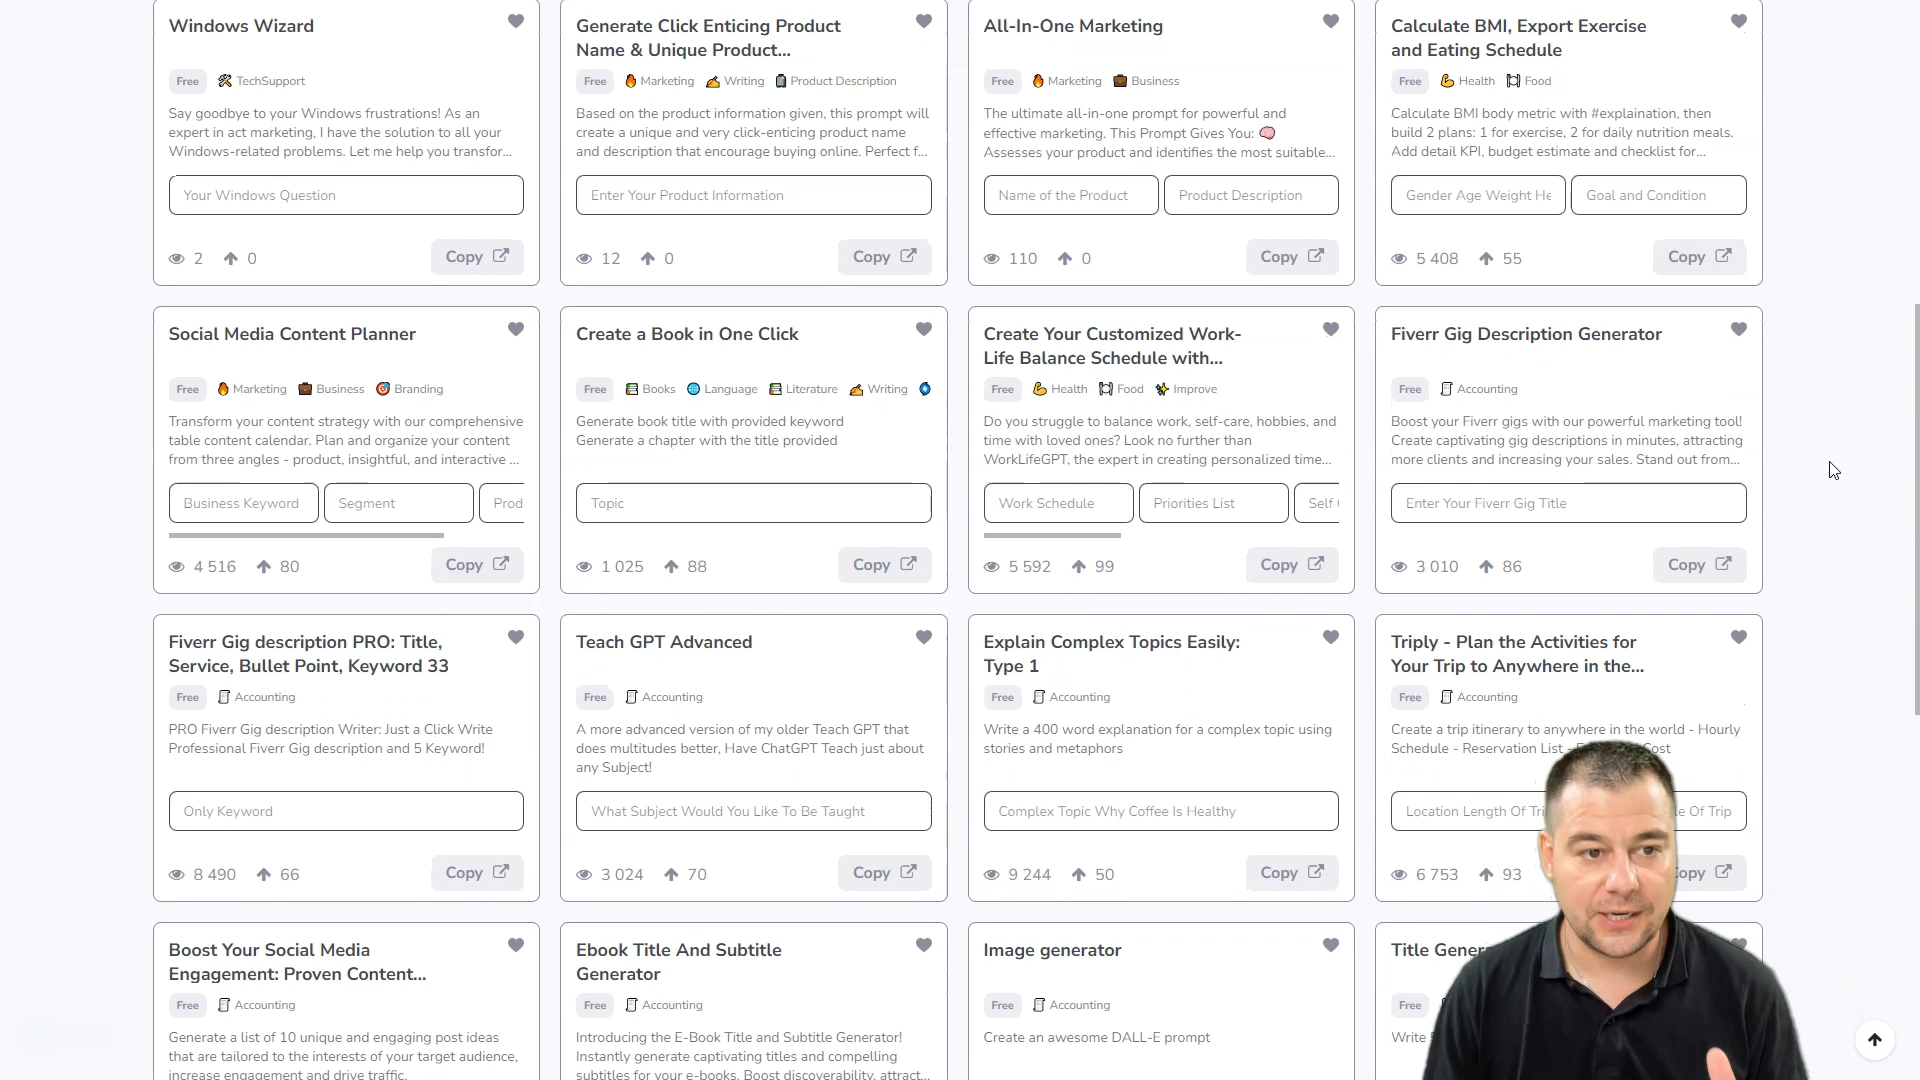 Windows Wizard
Free TechSupport
Say goodbye to your Windows frustrations! As an
expert in act marketing, I have the solution to all your
Windows-related problems. Let me help you transfor...
Your Windows Question
2 0 Copy
Generate Click Enticing Product
Name & Unique Product...
Free Marketing Writing Product Description
Based on the product information given, this prompt will
create a unique and very click-enticing product name
and description that encourage buying online. Perfect f...
Enter Your Product Information
12 0 Copy
All-In-One Marketing
Free Marketing Business
The ultimate all-in-one prompt for powerful and
effective marketing. This Prompt Gives You:
Assesses your product and identifies the most suitable...
Name of the Product Product Description
110 0 Copy
Calculate BMI, Export Exercise
and Eating Schedule
Free Health Food
Calculate BMI body metric with #explaination, then
build 2 plans: 1 for exercise, 2 for daily nutrition meals.
Add detail KPI, budget estimate and checklist for...
Gender Age Weight He Goal and Condition
5 408 55 Copy
Social Media Content Planner
Free Marketing Business Branding
Transform your content strategy with our comprehensive
table content calendar. Plan and organize your content
from three angles - product, insightful, and interactive ...
Business Keyword Segment Prod
4 516 80 Copy
Create a Book in One Click
Free Books Language Literature Writing
Generate book title with provided keyword
Generate a chapter with the title provided
Topic
1 025 88 Copy
Create Your Customized Work-
Life Balance Schedule with...
Free Health Food Improve
Do you struggle to balance work, self-care, hobbies, and
time with loved ones? Look no further than
WorkLifeGPT, the expert in creating personalized time...
Work Schedule Priorities List Self
5 592 99 Copy
Fiverr Gig Description Generator
Free Accounting
Boost your Fiverr gigs with our powerful marketing tool!
Create captivating gig descriptions in minutes, attracting
more clients and increasing your sales. Stand out from...
Enter Your Fiverr Gig Title
3 010 86 Copy
Fiverr Gig description PRO: Title,
Service, Bullet Point, Keyword 33
Free Accounting
PRO Fiverr Gig description Writer: Just a Click Write
Professional Fiverr Gig description and 5 Keyword!
Only Keyword
8 490 66 Copy
Teach GPT Advanced
Free Accounting
A more advanced version of my older Teach GPT that
does multitudes better, Have ChatGPT Teach just about
any Subject!
What Subject Would You Like To Be Taught
3 024 70 Copy
Explain Complex Topics Easily:
Type 1
Free Accounting
Write a 400 word explanation for a complex topic using
stories and metaphors
Complex Topic Why Coffee Is Healthy
9 244 50 Copy
Triply - Plan the Activities for
Your Trip to Anywhere in the...
Free Accounting
Create a trip itinerary to anywhere in the world - Hourly
Schedule - Reservation List - Cost
Location Length Of Tri Of Trip
6 753 93 opy
Boost Your Social Media
Engagement: Proven Content...
Free Accounting
Generate a list of 10 unique and engaging post ideas
that are tailored to the interests of your target audience,
increase engagement and drive traffic.
Ebook Title And Subtitle
Generator
Free Accounting
Introducing the E-Book Title and Subtitle Generator!
Instantly generate captivating titles and compelling
subtitles for your e-books. Boost discoverability, attract...
Image generator
Free Accounting
Create an awesome DALL-E prompt
Title Genera
Free
Write